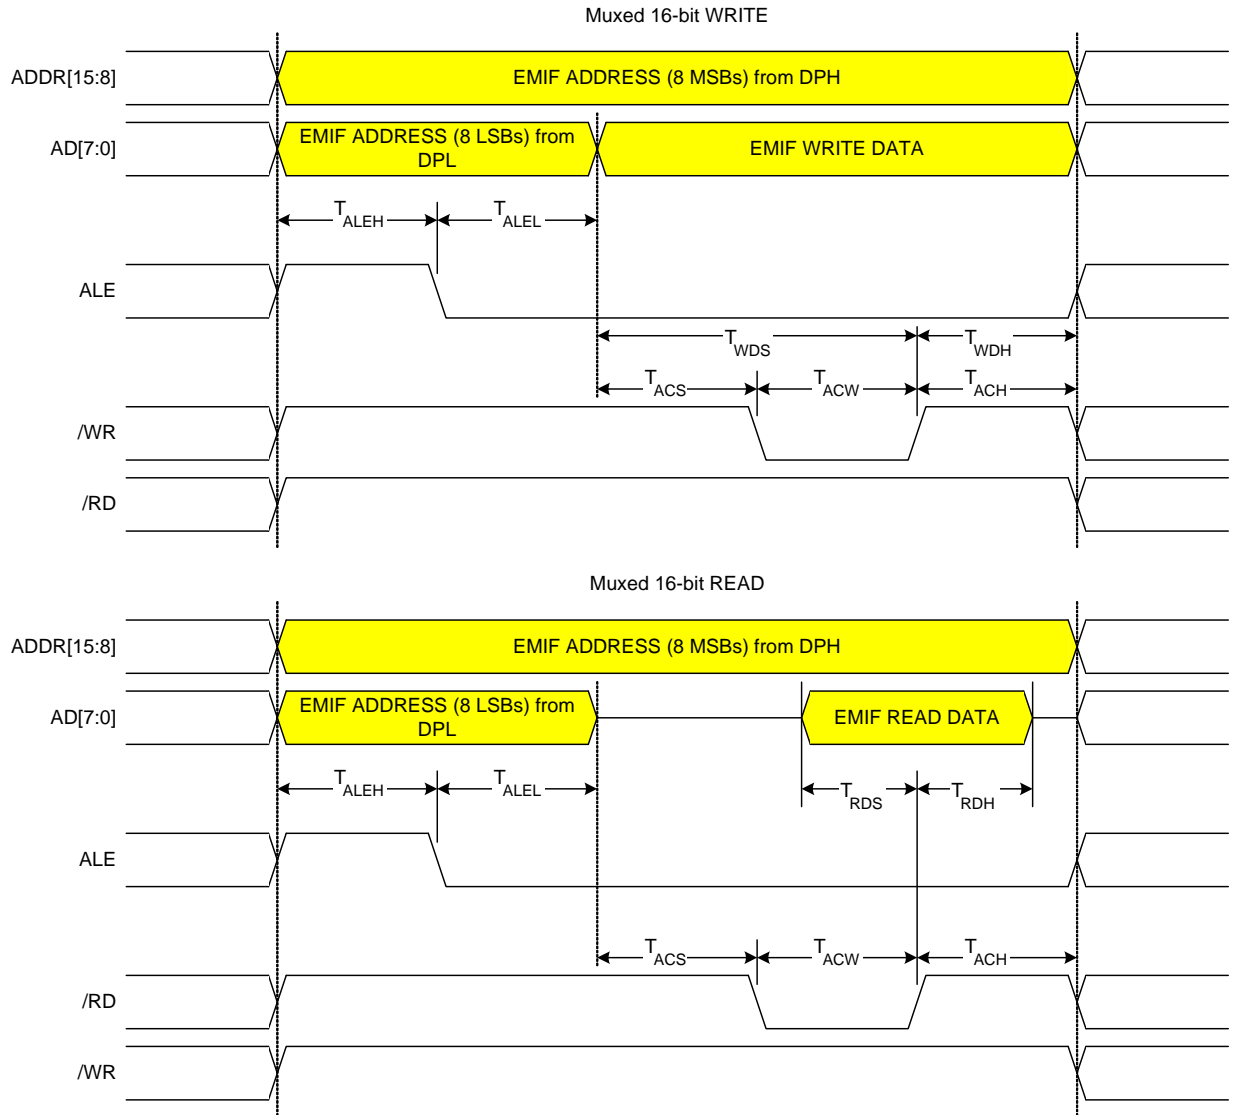 Muxed 16-bit WRITE
ADDR[15:8]
EMIF ADDRESS (8 MSBs) from DPH
AD[7:0]
EMIF ADDRESS (8 LSBs) from
DPL
EMIF WRITE DATA
TALEH
TALEL
ALE
TWDS
TWDH
TACS
TACW
TACH
/WR
/RD
Muxed 16-bit READ
ADDR[15:8]
EMIF ADDRESS (8 MSBs) from DPH
AD[7:0]
EMIF ADDRESS (8 LSBs) from
DPL
EMIF READ DATA
TALEH
TALEL
TRDS
TRDH
ALE
TACS
TACW
TACH
/RD
/WR